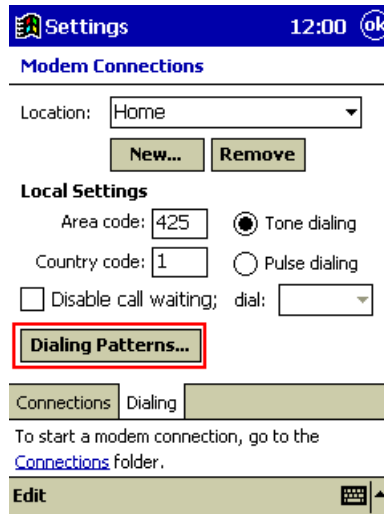 Settings 12:00 ok
Modem Connections
Location: Home
New... Remove
Local Settings
Area code: 425 Tone dialing
Country code: 1 Pulse dialing
Disable call waiting; dial:
Dialing Patterns...
Connections Dialing
To start a modem connection, go to the
Connections folder.
Edit